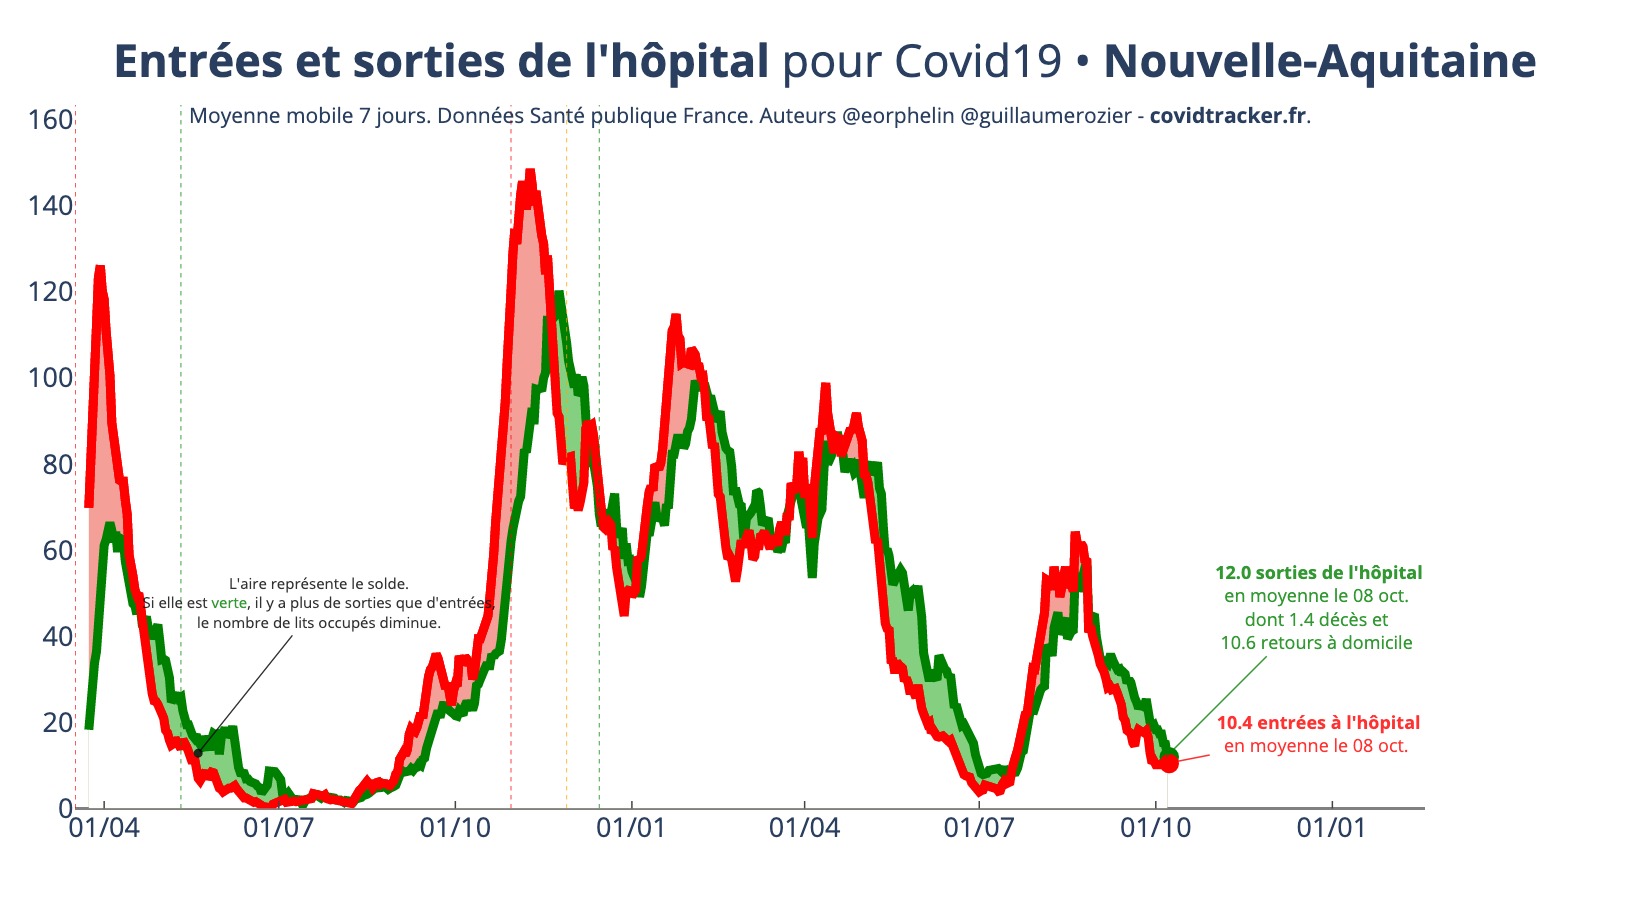 Entrées et sorties de l'hôpital pour Covid19 • Nouvelle-Aquitaine
Moyenne mobile 7 jours. Données Santé publique France. Auteurs @eorphelin @guillaumerozier - covidtracker.fr.
160
140
120
100
80
60
40
20
0
L'aire représente le solde.
Si elle est verte, il y a plus de sorties que d'entrées,
le nombre de lits occupés diminue.
12.0 sorties de l'hôpital
en moyenne le 08 oct.
dont 1.4 décès et
10.6 retours à domicile
10.4 entrées à l'hôpital
en moyenne le 08 oct.
01/04 01/07 01/10 01/01 01/04 01/07 01/10 01/01